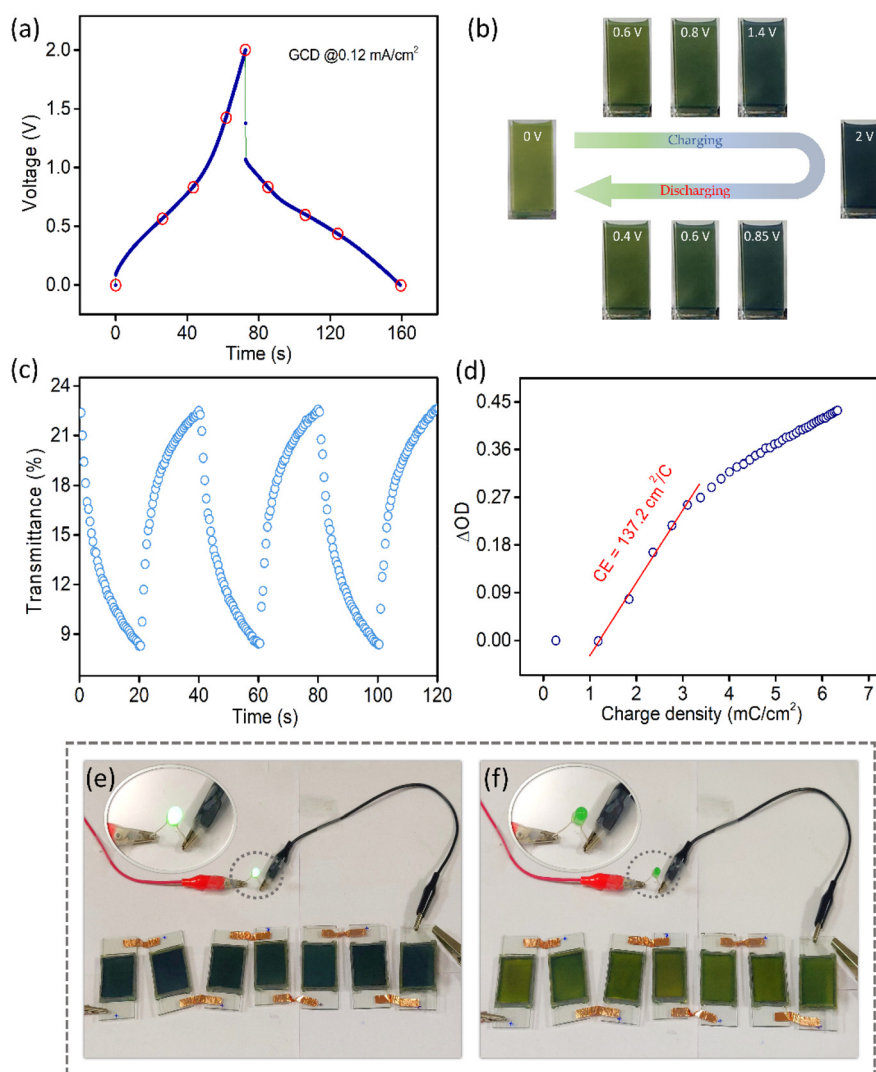 (a)
GCD @0.12 mA/cm²
2.0
1.5
1.0
0.5
0.0
Voltage (V)
0 40 80 120 160
Time (s)
(b)
0.6 V 0.8 V 1.4 V
0 V
Charging
2 V
Discharging
0.4 V 0.6 V 0.85 V
(c)
24
21
18
15
12
9
Transmittance (%)
0 20 40 60 80 100 120
Time (s)
(d)
0.45
0.36
0.27
0.18
0.09
0.00
ΔOD
CE = 137.2 cm²/C
0 1 2 3 4 5 6 7
Charge density (mC/cm²)
(e)
(f)